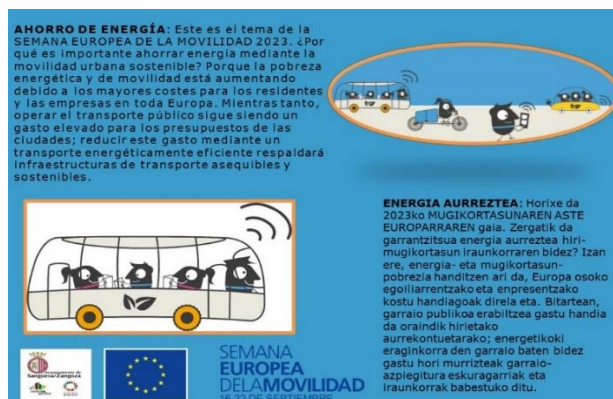 AHORRO DE ENERGÍA: Este es el tema de la
SEMANA EUROPEA DE LA MOVILIDAD 2023. ¿Por
qué es importante ahorrar energía mediante la
movilidad urbana sostenible? Porque la pobreza
energética y de movilidad está aumentando
debido a los mayores costes para los residentes
y las empresas en toda Europa. Mientras tanto,
operar el transporte público sigue siendo un
gasto elevado para los presupuestos de las
ciudades; reducir este gasto mediante un
transporte energéticamente eficiente respaldará
infraestructuras de transporte asequibles y
sostenibles.
ENERGIA AURREZTEA: Horixe da
2023ko MUGIKORTASUNAREN ASTE
EUROPARRAREN gaia. Zergatik da
garrantzitsua energia aurreztea hiri-
mugikortasun iraunkorraren bidez? Izan
ere, energia- eta mugikortasun-
pobrezia handitzen ari da, Europa osoko
egoiliarrentzako eta enpresentzako
kostu handiagoak direla eta. Bitartean,
garraio publikoa erabiltzea gastu handia
da oraindik hirietako
aurrekontuetarako; energetikoki
eraginkorra den garraio baten bidez
gastu hori murrizteak garraio-
azpiegitura eskuragarriak eta
iraunkorrak babestuko ditu.
Sangüesa/Zangoza
2030
SEMANA
EUROPEA
DELAMOVILIDAD
16-22 DE SEPTIEMBRE